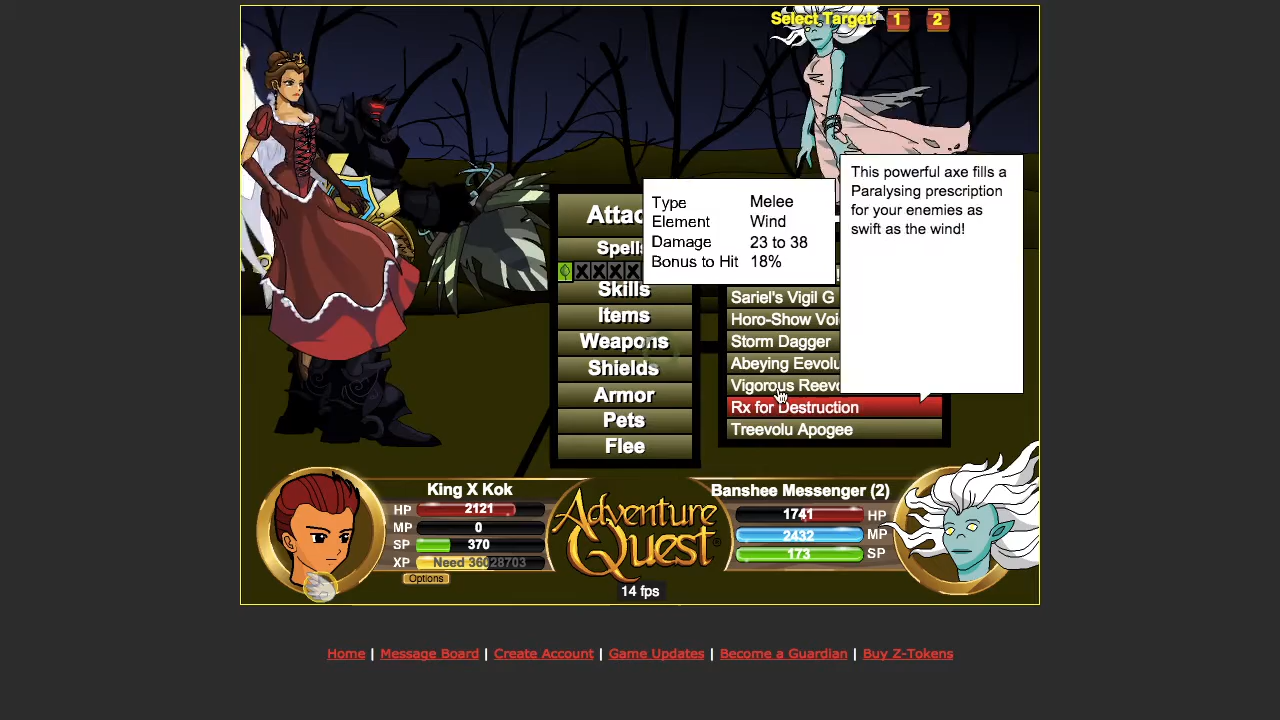 Select Target: 1 2
This powerful axe fills a
Paralysing prescription
for your enemies as
swift as the wind!
Type Melee
Element Wind
Damage 23 to 38
Bonus to Hit 18%
Attac
Spells
X X X X
Skills
Items
Weapons
Shields
Armor
Pets
Flee
Sariel's Vigil G
Horo-Show Voi
Storm Dagger
Abeying Eevolu
Vigorous Reevo
Rx for Destruction
Treevolu Apogee
King X Kok
HP 2121
MP 0
SP 370
XP Need 36028703
Options
Adventure
Quest
14 fps
Banshee Messenger (2)
1741 HP
2432 MP
173 SP
Home | Message Board | Create Account | Game Updates | Become a Guardian | Buy Z-Tokens